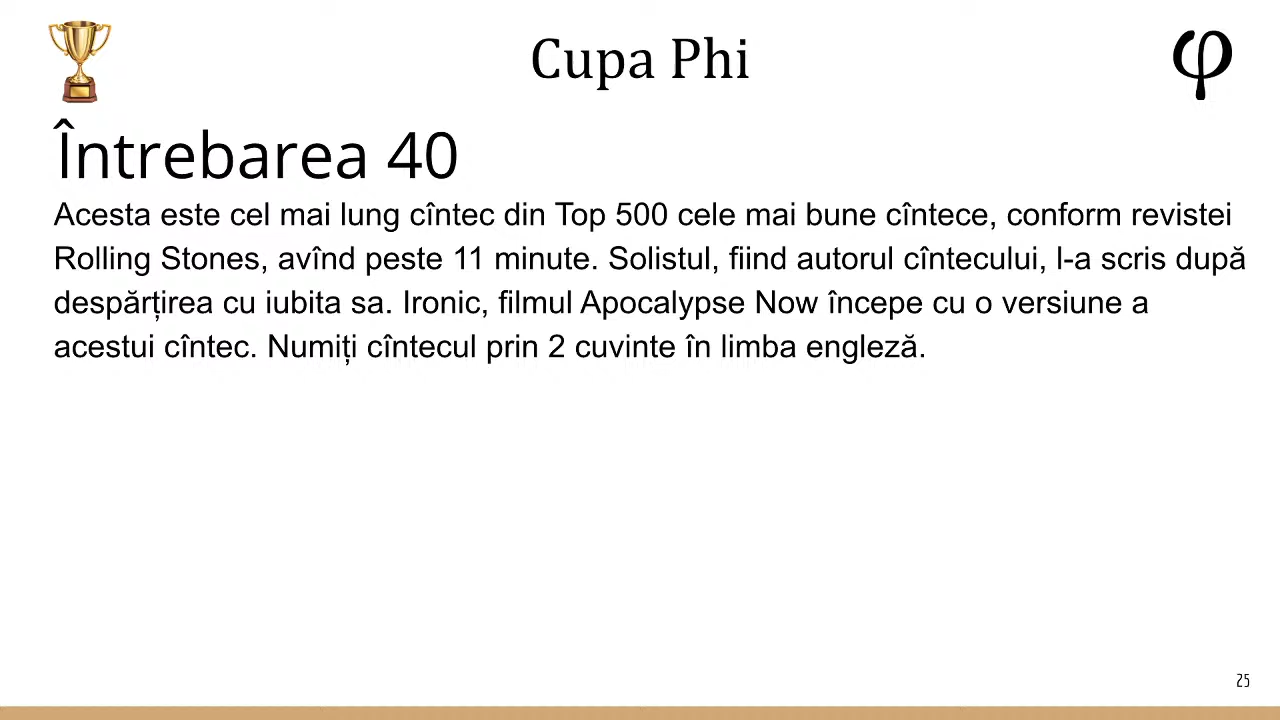 Cupa Phi
φ
Întrebarea 40
Acesta este cel mai lung cîntec din Top 500 cele mai bune cîntece, conform revistei
Rolling Stones, avînd peste 11 minute. Solistul, fiind autorul cîntecului, l-a scris după
despărțirea cu iubita sa. Ironic, filmul Apocalypse Now începe cu o versiune a
acestui cîntec. Numiți cîntecul prin 2 cuvinte în limba engleză.
25